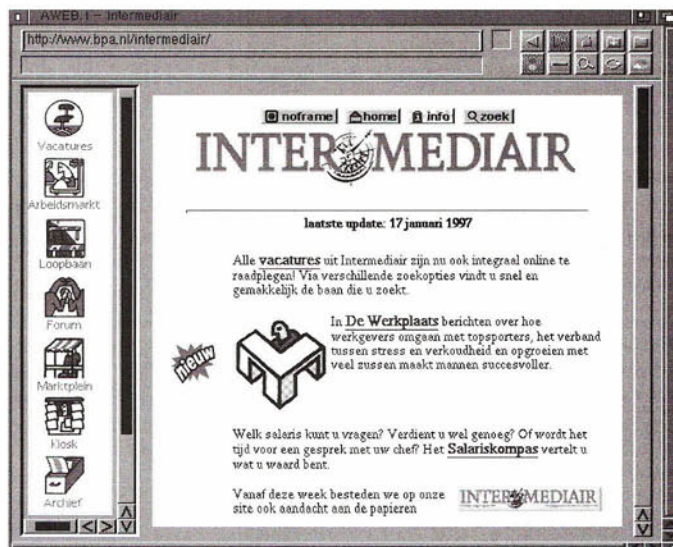 AWEB.1 – Intermediair
http://www.bpa.nl/intermediair/
noframe home info zoek
INTERMEDIAIR
laatste update: 17 januari 1997
Vacatures
Arbeidsmarkt
Loopbaan
Forum
Marktplein
Kiosk
Archief
Alle vacatures uit Intermediair zijn nu ook integraal online te
raadplegen! Via verschillende zoekopties vindt u snel en
gemakkelijk de baan die u zoekt.
nieuw
In De Werkplaats berichten over hoe
werkgevers omgaan met topsporters, het verband
tussen stress en verkoudheid en opgroeien met
veel zussen maakt mannen succesvoller.
Welk salaris kunt u vragen? Verdient u wel genoeg? Of wordt het
tijd voor een gesprek met uw chef? Het Salariskompas vertelt u
wat u waard bent.
Vanaf deze week besteden we op onze
site ook aandacht aan de papieren
INTERMEDIAIR